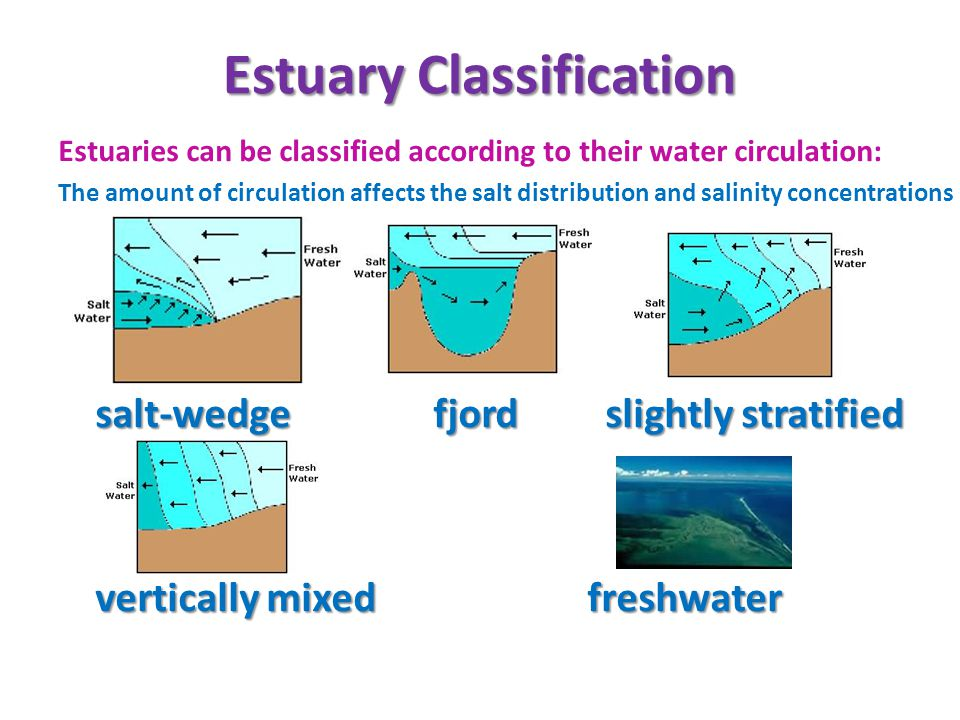 Estuary Classification
Estuaries can be classified according to their water circulation:
The amount of circulation affects the salt distribution and salinity concentrations
Fresh
Water
Salt
Water
Fresh
Water
Salt
Water
Fresh
Water
Salt
Water
salt-wedge
fjord
slightly stratified
Fresh
Water
Salt
Water
vertically mixed
freshwater